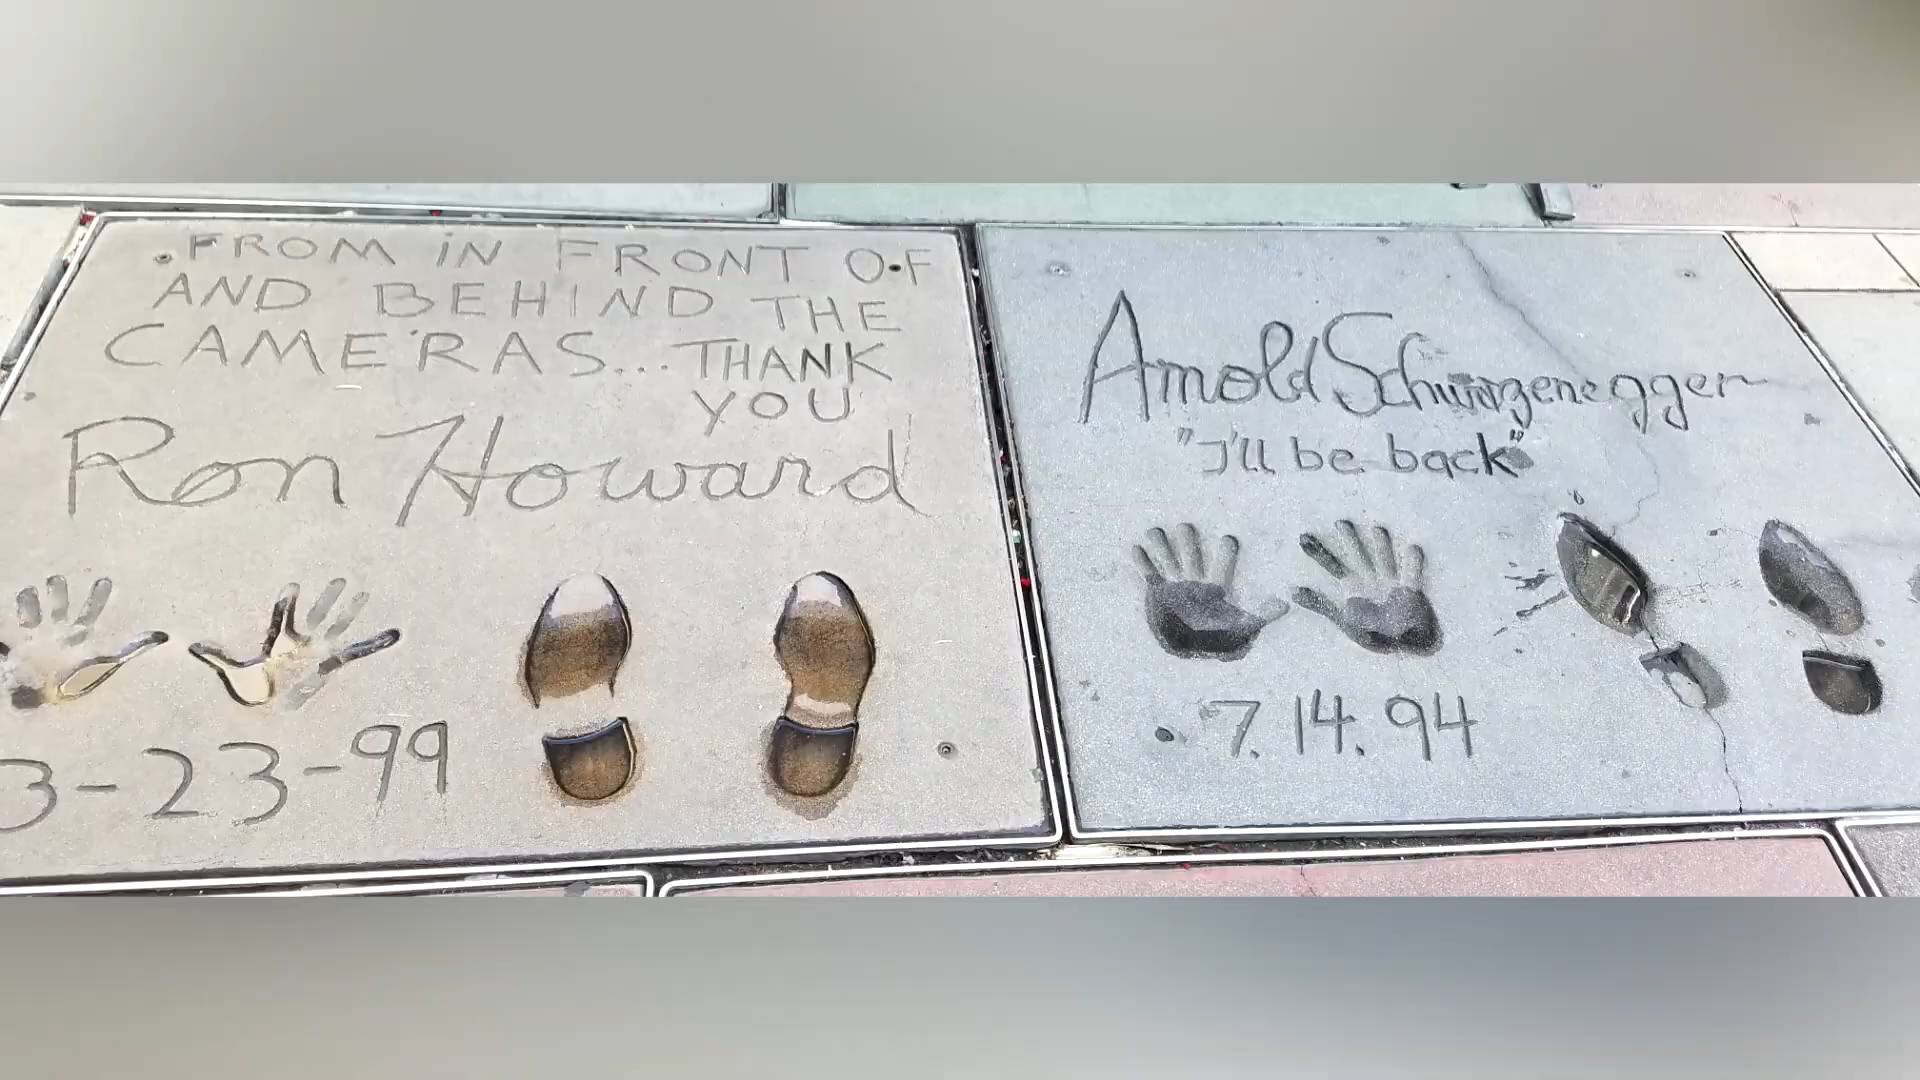 FROM iN FRONT OF
AND BEHIND THE
CAMERAS... THANK
YOU
Ron Howard
3-23-99
Arnold Schwarzenegger
"I'll be back"
7.14.94